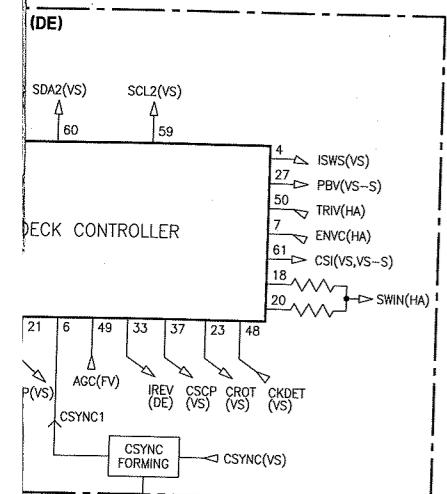 (DE)
SDA2(VS) SCL2(VS)
60 59
4 ISWS(VS)
27 PBV(VS-S)
50 TRIV(HA)
DECK CONTROLLER
7 ENVC(HA)
61 CSI(VS,VS-S)
18
SWIN(HA)
20
21 6 49 33 37 23 48
P(VS) AGC(FV) IREV CSCP CROT CKDET
(DE) (VS) (VS) (VS)
CSYNC1
CSYNC
FORMING
CSYNC(VS)